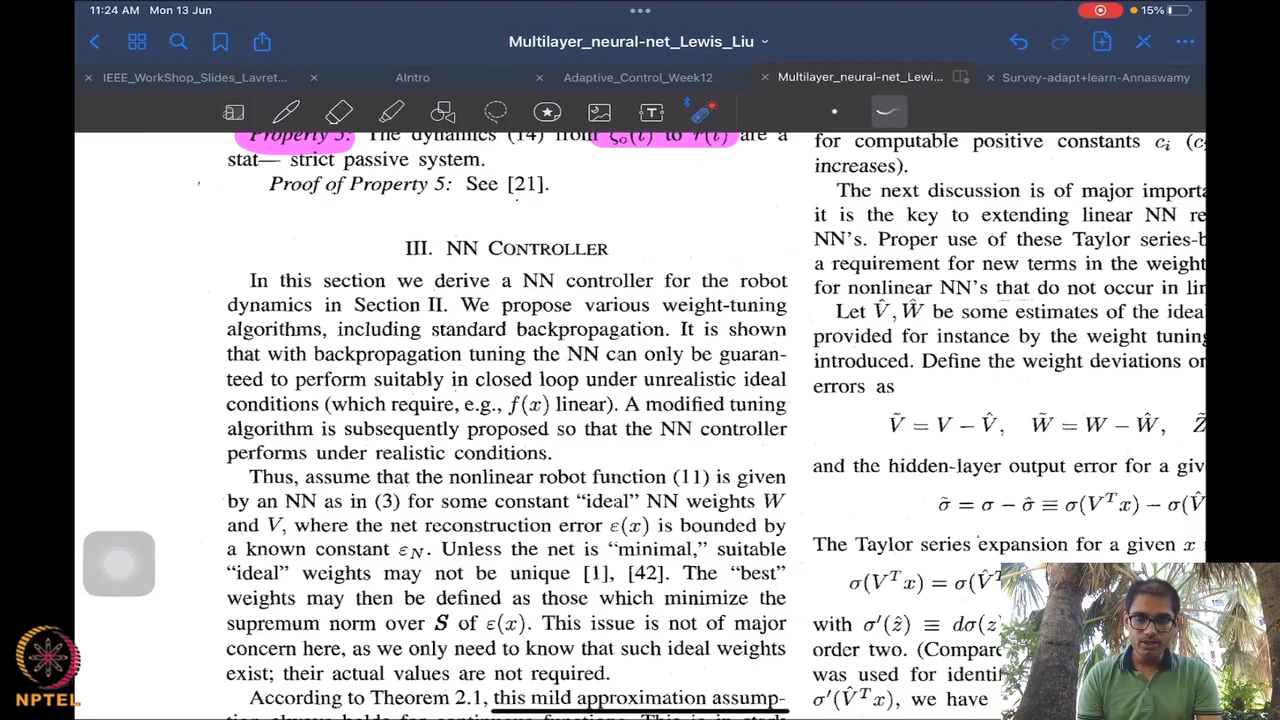 11:24 AM Mon 13 Jun
15%
Multilayer_neural-net_Lewis_Liu
IEEE_WorkShop_Slides_Lavret...
AIntro
Adaptive_Control_Week12
Multilayer_neural-net_Lewi...
Survey-adapt+learn-Annaswamy
Property 5: The dynamics (14) from ζo(t) to r(t) are a
stat— strict passive system.
Proof of Property 5: See [21].
III. NN CONTROLLER
In this section we derive a NN controller for the robot
dynamics in Section II. We propose various weight-tuning
algorithms, including standard backpropagation. It is shown
that with backpropagation tuning the NN can only be guaran-
teed to perform suitably in closed loop under unrealistic ideal
conditions (which require, e.g., f(x) linear). A modified tuning
algorithm is subsequently proposed so that the NN controller
performs under realistic conditions.
Thus, assume that the nonlinear robot function (11) is given
by an NN as in (3) for some constant “ideal” NN weights W
and V, where the net reconstruction error ε(x) is bounded by
a known constant εN. Unless the net is “minimal,” suitable
“ideal” weights may not be unique [1], [42]. The “best”
weights may then be defined as those which minimize the
supremum norm over S of ε(x). This issue is not of major
concern here, as we only need to know that such ideal weights
exist; their actual values are not required.
According to Theorem 2.1, this mild approximation assump-
tion always holds for continuous functions. This is in stark
for computable positive constants ci (c
increases).
The next discussion is of major importa
it is the key to extending linear NN re
NN's. Proper use of these Taylor series-b
a requirement for new terms in the weight
for nonlinear NN's that do not occur in lin
Let V̂, Ŵ be some estimates of the ideal
provided for instance by the weight tuning
introduced. Define the weight deviations or
errors as
Ṽ = V − V̂, W̃ = W − Ŵ, Z̃
and the hidden-layer output error for a giv
σ̃ = σ − σ̂ ≡ σ(V^T x) − σ(V̂
The Taylor series expansion for a given x
σ(V^T x) = σ(V̂^T
with σ′(ẑ) ≡ dσ(z
order two. (Compare
was used for identi
σ′(V̂^T x), we have
NPTEL